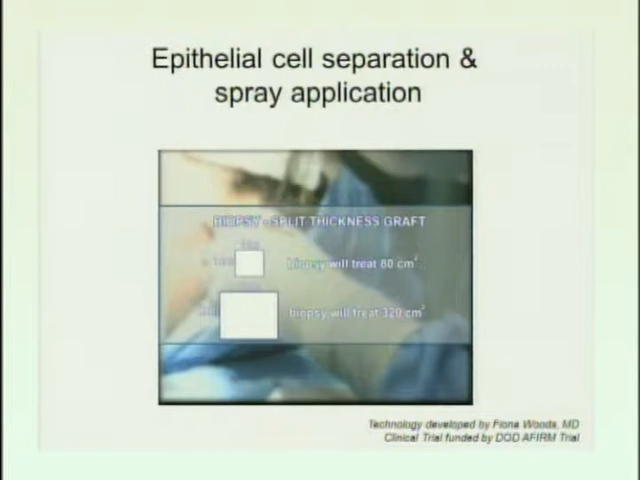 Epithelial cell separation &
spray application
BIOPSY - SPLIT THICKNESS GRAFT
biopsy will treat 80 cm²
biopsy will treat 320 cm²
Technology developed by Fiona Woods, MD
Clinical Trial funded by DOD AFIRM Trial